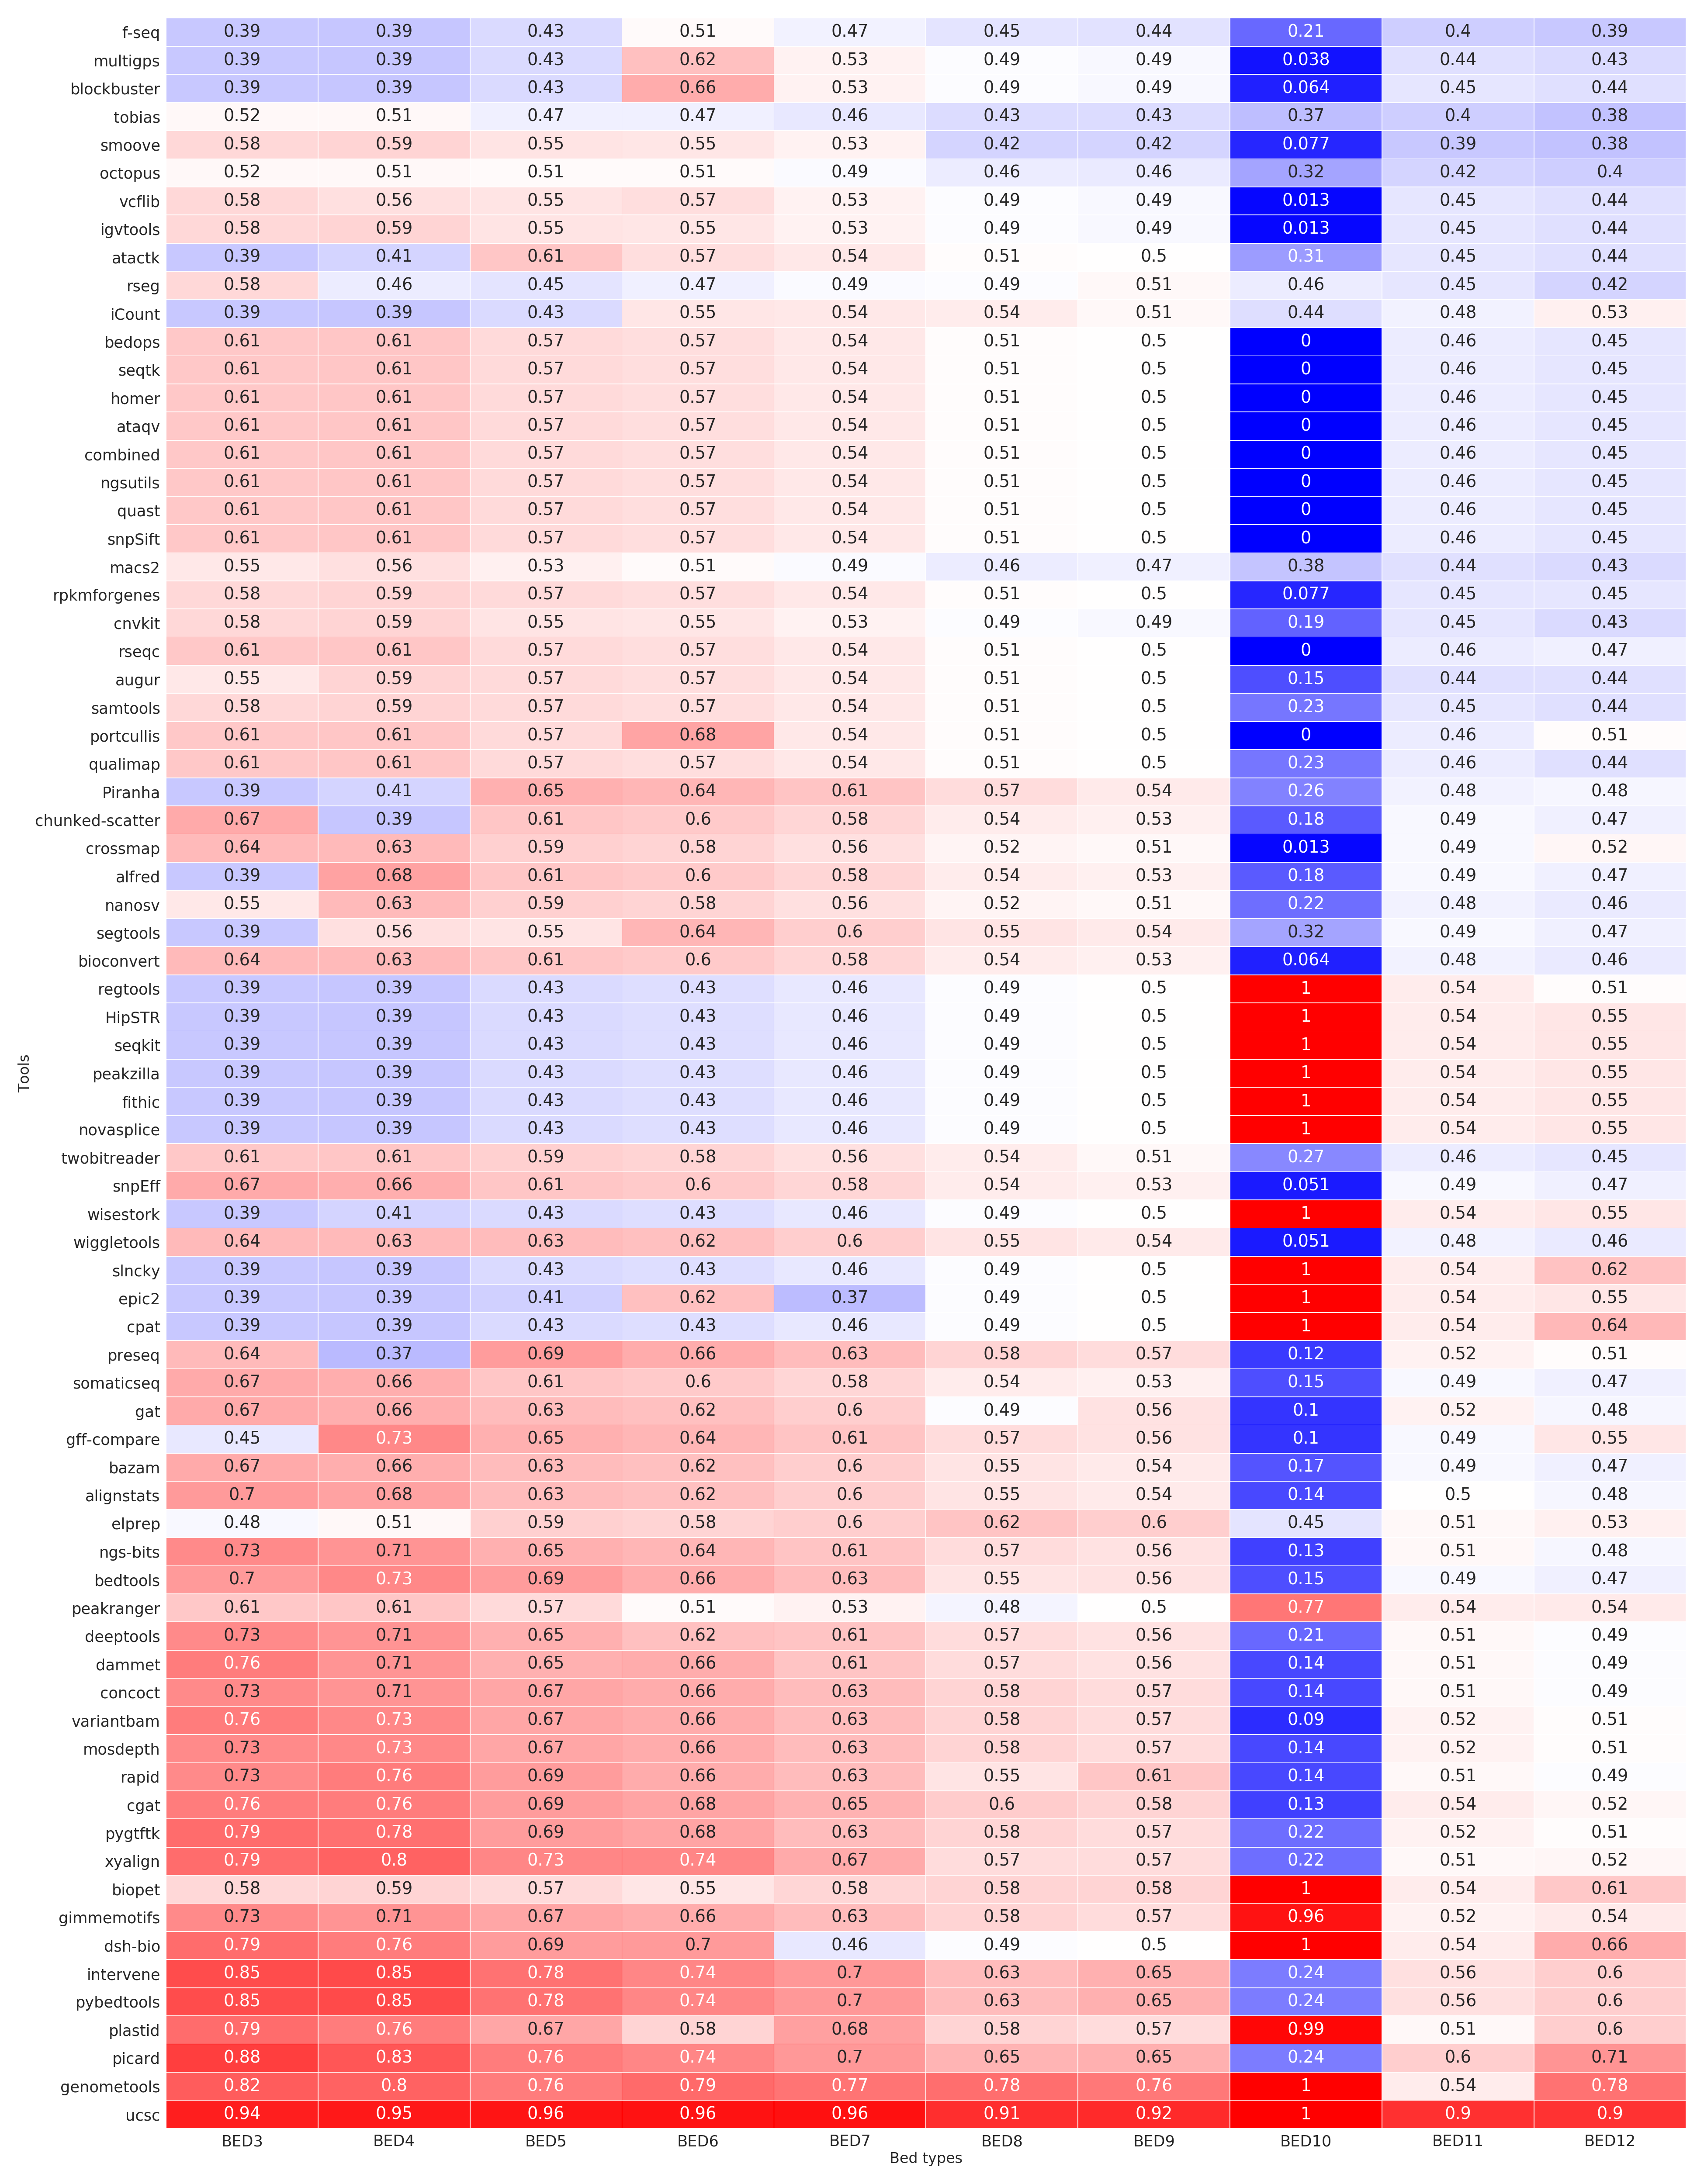 f-seq 0.39 0.39 0.43 0.51 0.47 0.45 0.44 0.21 0.4 0.39
multigps 0.39 0.39 0.43 0.62 0.53 0.49 0.49 0.038 0.44 0.43
blockbuster 0.39 0.39 0.43 0.66 0.53 0.49 0.49 0.064 0.45 0.44
tobias 0.52 0.51 0.47 0.47 0.46 0.43 0.43 0.37 0.4 0.38
smoove 0.58 0.59 0.55 0.55 0.53 0.42 0.42 0.077 0.39 0.38
octopus 0.52 0.51 0.51 0.51 0.49 0.46 0.46 0.32 0.42 0.4
vcflib 0.58 0.56 0.55 0.57 0.53 0.49 0.49 0.013 0.45 0.44
igvtools 0.58 0.59 0.55 0.55 0.53 0.49 0.49 0.013 0.45 0.44
atactk 0.39 0.41 0.61 0.57 0.54 0.51 0.5 0.31 0.45 0.44
rseg 0.58 0.46 0.45 0.47 0.49 0.49 0.51 0.46 0.45 0.42
iCount 0.39 0.39 0.43 0.55 0.54 0.54 0.51 0.44 0.48 0.53
bedops 0.61 0.61 0.57 0.57 0.54 0.51 0.5 0 0.46 0.45
seqtk 0.61 0.61 0.57 0.57 0.54 0.51 0.5 0 0.46 0.45
homer 0.61 0.61 0.57 0.57 0.54 0.51 0.5 0 0.46 0.45
ataqv 0.61 0.61 0.57 0.57 0.54 0.51 0.5 0 0.46 0.45
combined 0.61 0.61 0.57 0.57 0.54 0.51 0.5 0 0.46 0.45
ngsutils 0.61 0.61 0.57 0.57 0.54 0.51 0.5 0 0.46 0.45
quast 0.61 0.61 0.57 0.57 0.54 0.51 0.5 0 0.46 0.45
snpSift 0.61 0.61 0.57 0.57 0.54 0.51 0.5 0 0.46 0.45
macs2 0.55 0.56 0.53 0.51 0.49 0.46 0.47 0.38 0.44 0.43
rpkmforgenes 0.58 0.59 0.57 0.57 0.54 0.51 0.5 0.077 0.45 0.45
cnvkit 0.58 0.59 0.55 0.55 0.53 0.49 0.49 0.19 0.45 0.43
rseqc 0.61 0.61 0.57 0.57 0.54 0.51 0.5 0 0.46 0.47
augur 0.55 0.59 0.57 0.57 0.54 0.51 0.5 0.15 0.44 0.44
samtools 0.58 0.59 0.57 0.57 0.54 0.51 0.5 0.23 0.45 0.44
portcullis 0.61 0.61 0.57 0.68 0.54 0.51 0.5 0 0.46 0.51
qualimap 0.61 0.61 0.57 0.57 0.54 0.51 0.5 0.23 0.46 0.44
Piranha 0.39 0.41 0.65 0.64 0.61 0.57 0.54 0.26 0.48 0.48
chunked-scatter 0.67 0.39 0.61 0.6 0.58 0.54 0.53 0.18 0.49 0.47
crossmap 0.64 0.63 0.59 0.58 0.56 0.52 0.51 0.013 0.49 0.52
alfred 0.39 0.68 0.61 0.6 0.58 0.54 0.53 0.18 0.49 0.47
nanosv 0.55 0.63 0.59 0.58 0.56 0.52 0.51 0.22 0.48 0.46
segtools 0.39 0.56 0.55 0.64 0.6 0.55 0.54 0.32 0.49 0.47
bioconvert 0.64 0.63 0.61 0.6 0.58 0.54 0.53 0.064 0.48 0.46
regtools 0.39 0.39 0.43 0.43 0.46 0.49 0.5 1 0.54 0.51
HipSTR 0.39 0.39 0.43 0.43 0.46 0.49 0.5 1 0.54 0.55
seqkit 0.39 0.39 0.43 0.43 0.46 0.49 0.5 1 0.54 0.55
peakzilla 0.39 0.39 0.43 0.43 0.46 0.49 0.5 1 0.54 0.55
fithic 0.39 0.39 0.43 0.43 0.46 0.49 0.5 1 0.54 0.55
novasplice 0.39 0.39 0.43 0.43 0.46 0.49 0.5 1 0.54 0.55
twobitreader 0.61 0.61 0.59 0.58 0.56 0.54 0.51 0.27 0.46 0.45
snpEff 0.67 0.66 0.61 0.6 0.58 0.54 0.53 0.051 0.49 0.47
wisestork 0.39 0.41 0.43 0.43 0.46 0.49 0.5 1 0.54 0.55
wiggletools 0.64 0.63 0.63 0.62 0.6 0.55 0.54 0.051 0.48 0.46
slncky 0.39 0.39 0.43 0.43 0.46 0.49 0.5 1 0.54 0.62
epic2 0.39 0.39 0.41 0.62 0.37 0.49 0.5 1 0.54 0.55
cpat 0.39 0.39 0.43 0.43 0.46 0.49 0.5 1 0.54 0.64
preseq 0.64 0.37 0.69 0.66 0.63 0.58 0.57 0.12 0.52 0.51
somaticseq 0.67 0.66 0.61 0.6 0.58 0.54 0.53 0.15 0.49 0.47
gat 0.67 0.66 0.63 0.62 0.6 0.49 0.56 0.1 0.52 0.48
gff-compare 0.45 0.73 0.65 0.64 0.61 0.57 0.56 0.1 0.49 0.55
bazam 0.67 0.66 0.63 0.62 0.6 0.55 0.54 0.17 0.49 0.47
alignstats 0.7 0.68 0.63 0.62 0.6 0.55 0.54 0.14 0.5 0.48
elprep 0.48 0.51 0.59 0.58 0.6 0.62 0.6 0.45 0.51 0.53
ngs-bits 0.73 0.71 0.65 0.64 0.61 0.57 0.56 0.13 0.51 0.48
bedtools 0.7 0.73 0.69 0.66 0.63 0.55 0.56 0.15 0.49 0.47
peakranger 0.61 0.61 0.57 0.51 0.53 0.48 0.5 0.77 0.54 0.54
deeptools 0.73 0.71 0.65 0.62 0.61 0.57 0.56 0.21 0.51 0.49
dammet 0.76 0.71 0.65 0.66 0.61 0.57 0.56 0.14 0.51 0.49
concoct 0.73 0.71 0.67 0.66 0.63 0.58 0.57 0.14 0.51 0.49
variantbam 0.76 0.73 0.67 0.66 0.63 0.58 0.57 0.09 0.52 0.51
mosdepth 0.73 0.73 0.67 0.66 0.63 0.58 0.57 0.14 0.52 0.51
rapid 0.73 0.76 0.69 0.66 0.63 0.55 0.61 0.14 0.51 0.49
cgat 0.76 0.76 0.69 0.68 0.65 0.6 0.58 0.13 0.54 0.52
pygtftk 0.79 0.78 0.69 0.68 0.63 0.58 0.57 0.22 0.52 0.51
xyalign 0.79 0.8 0.73 0.74 0.67 0.57 0.57 0.22 0.51 0.52
biopet 0.58 0.59 0.57 0.55 0.58 0.58 0.58 1 0.54 0.61
gimmemotifs 0.73 0.71 0.67 0.66 0.63 0.58 0.57 0.96 0.52 0.54
dsh-bio 0.79 0.76 0.69 0.7 0.46 0.49 0.5 1 0.54 0.66
intervene 0.85 0.85 0.78 0.74 0.7 0.63 0.65 0.24 0.56 0.6
pybedtools 0.85 0.85 0.78 0.74 0.7 0.63 0.65 0.24 0.56 0.6
plastid 0.79 0.76 0.67 0.58 0.68 0.58 0.57 0.99 0.51 0.6
picard 0.88 0.83 0.76 0.74 0.7 0.65 0.65 0.24 0.6 0.71
genometools 0.82 0.8 0.76 0.79 0.77 0.78 0.76 1 0.54 0.78
ucsc 0.94 0.95 0.96 0.96 0.96 0.91 0.92 1 0.9 0.9
BED3 BED4 BED5 BED6 BED7 BED8 BED9 BED10 BED11 BED12
Bed types
Tools